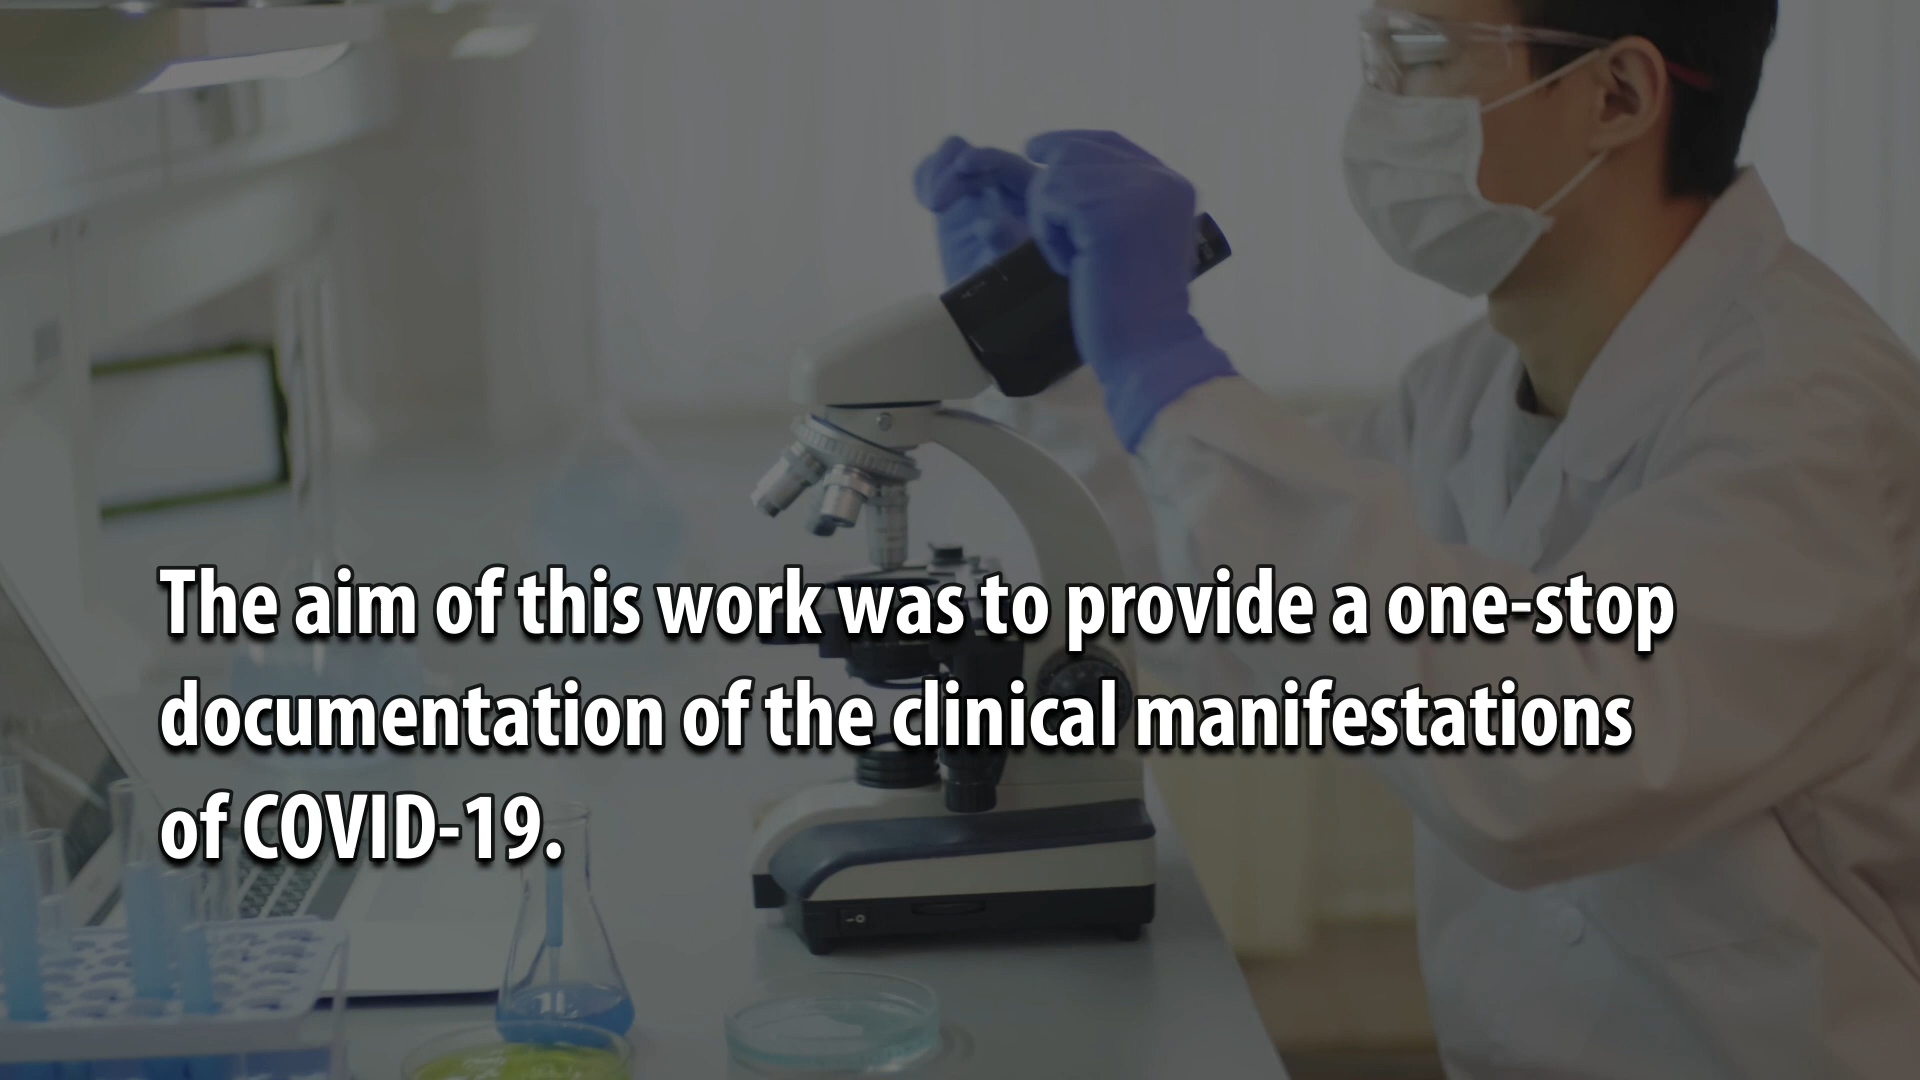 The aim of this work was to provide a one-stop
documentation of the clinical manifestations
of COVID-19.